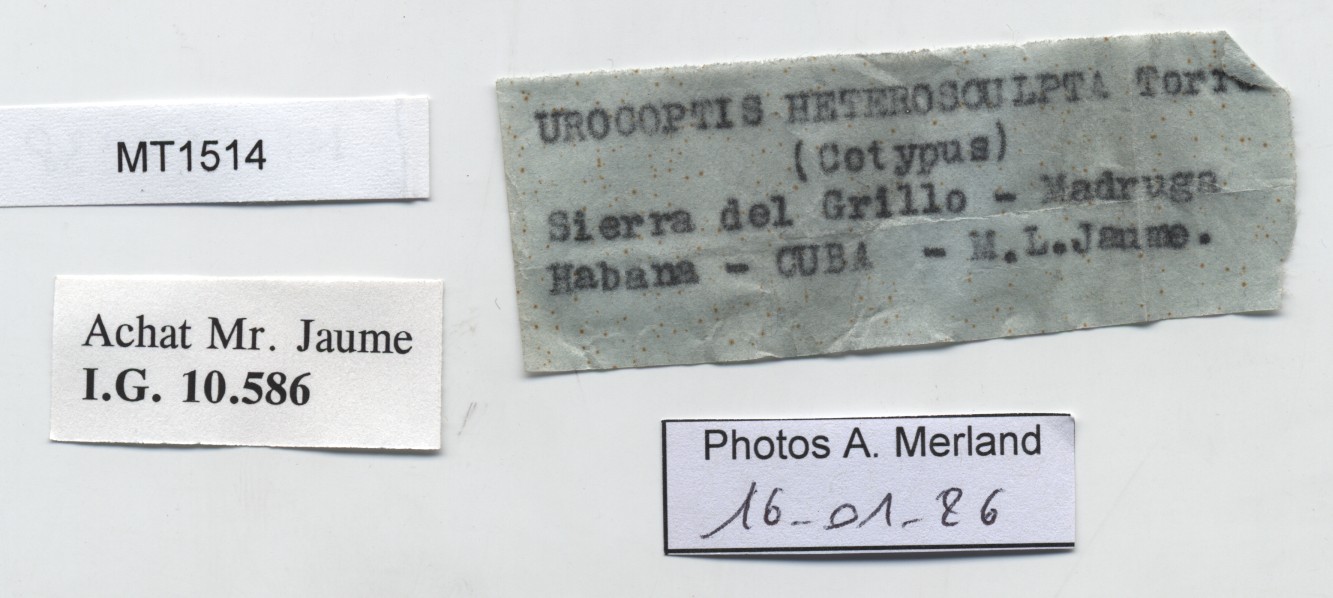 MT1514
Achat Mr. Jaume
I.G. 10.586
UROCOPTIS HETEROSCULPTA Torre
(Cotypus)
Sierra del Grillo - Madruga
Habana - CUBA - M.L.Jaume.
Photos A. Merland
16-01-86